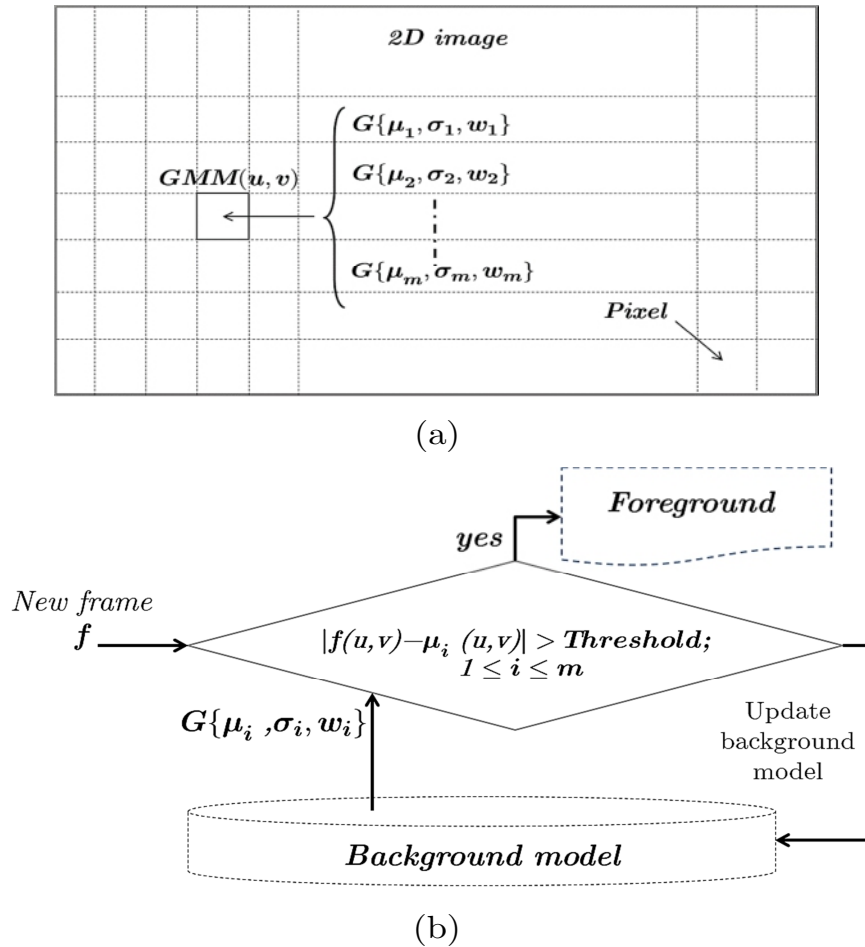 2D image
G{μ₁, σ₁, w₁}
G{μ₂, σ₂, w₂}
GMM(u, v)
G{μₘ, σₘ, wₘ}
Pixel
(a)
Foreground
yes
New frame
f
|f(u,v)−μᵢ (u,v)| > Threshold;
1 ≤ i ≤ m
G{μᵢ ,σᵢ, wᵢ}
Update
background
model
Background model
(b)